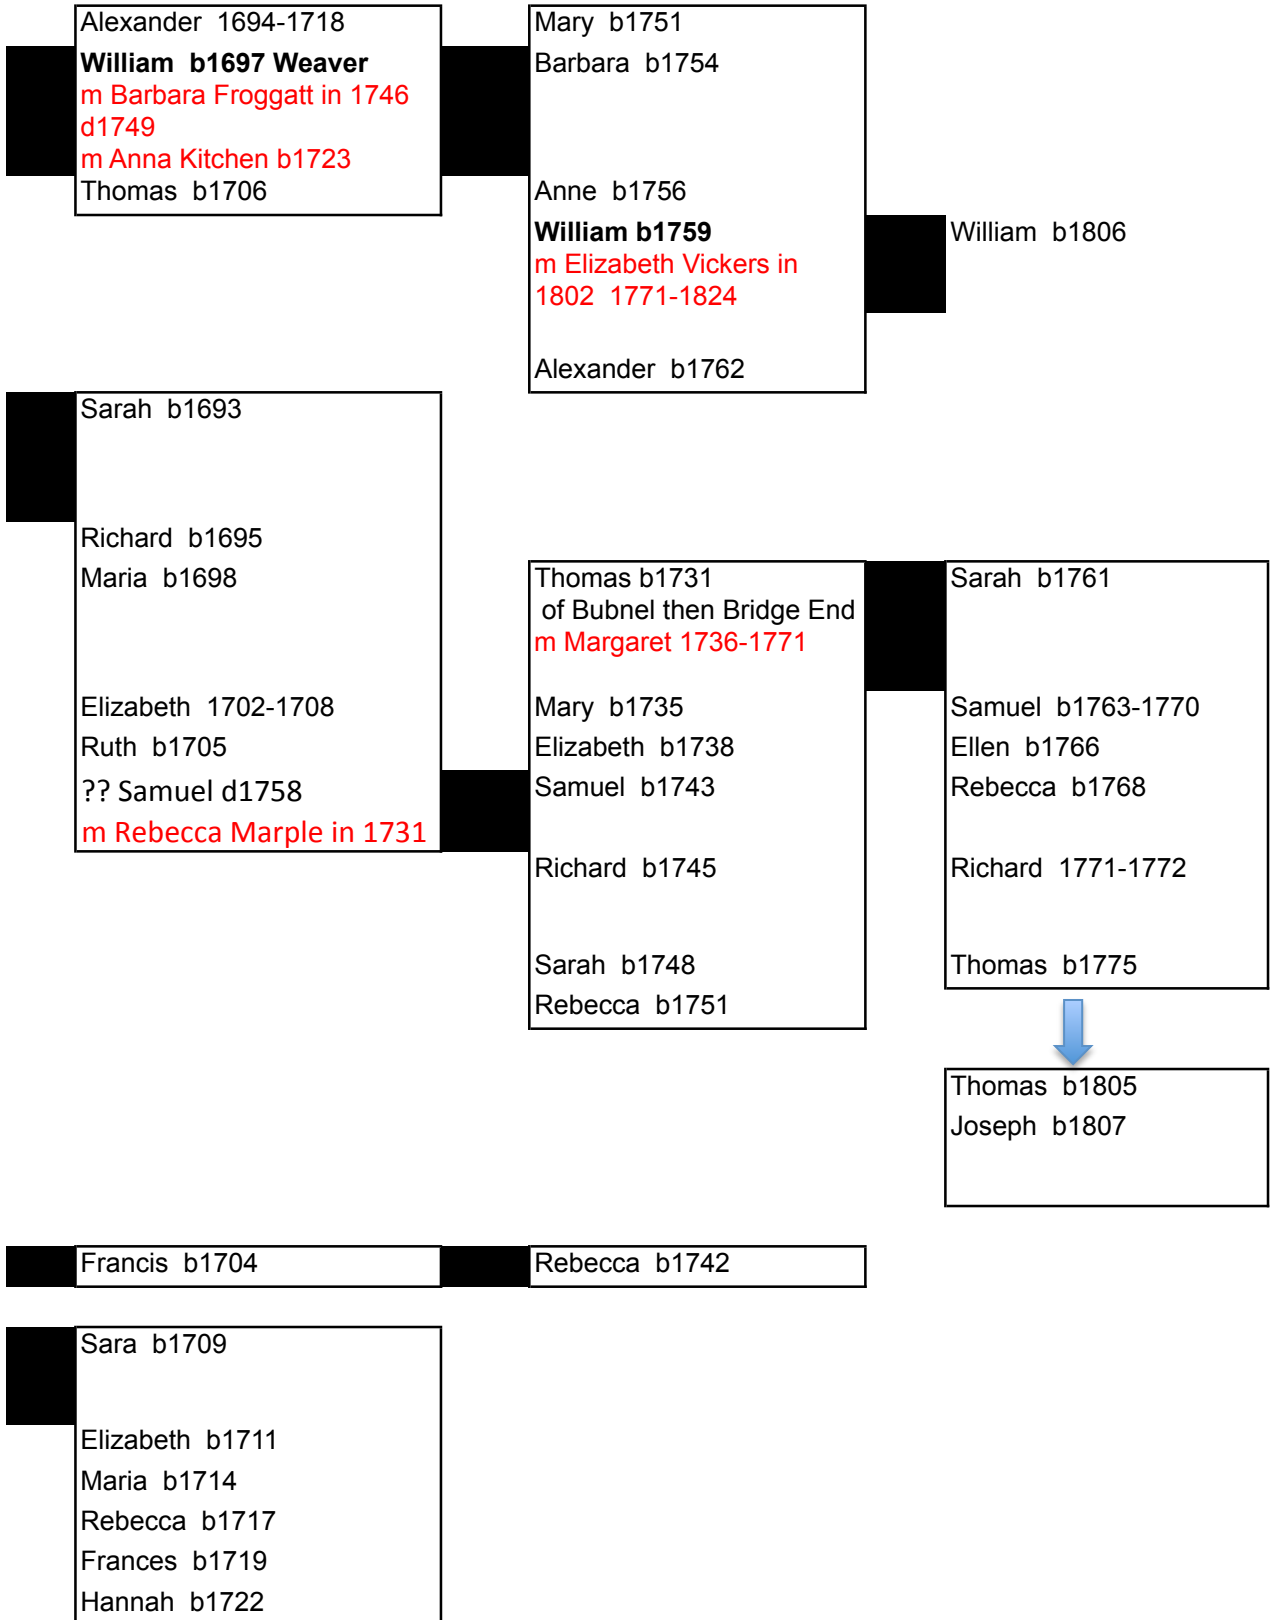 Alexander 1694-1718
William b1697 Weaver
m Barbara Froggatt in 1746
d1749
m Anna Kitchen b1723
Thomas b1706
Mary b1751
Barbara b1754
Anne b1756
William b1759
m Elizabeth Vickers in
1802 1771-1824
Alexander b1762
William b1806
Sarah b1693
Richard b1695
Maria b1698
Elizabeth 1702-1708
Ruth b1705
?? Samuel d1758
m Rebecca Marple in 1731
Thomas b1731
of Bubnel then Bridge End
m Margaret 1736-1771
Mary b1735
Elizabeth b1738
Samuel b1743
Richard b1745
Sarah b1748
Rebecca b1751
Sarah b1761
Samuel b1763-1770
Ellen b1766
Rebecca b1768
Richard 1771-1772
Thomas b1775
Thomas b1805
Joseph b1807
Francis b1704
Rebecca b1742
Sara b1709
Elizabeth b1711
Maria b1714
Rebecca b1717
Frances b1719
Hannah b1722